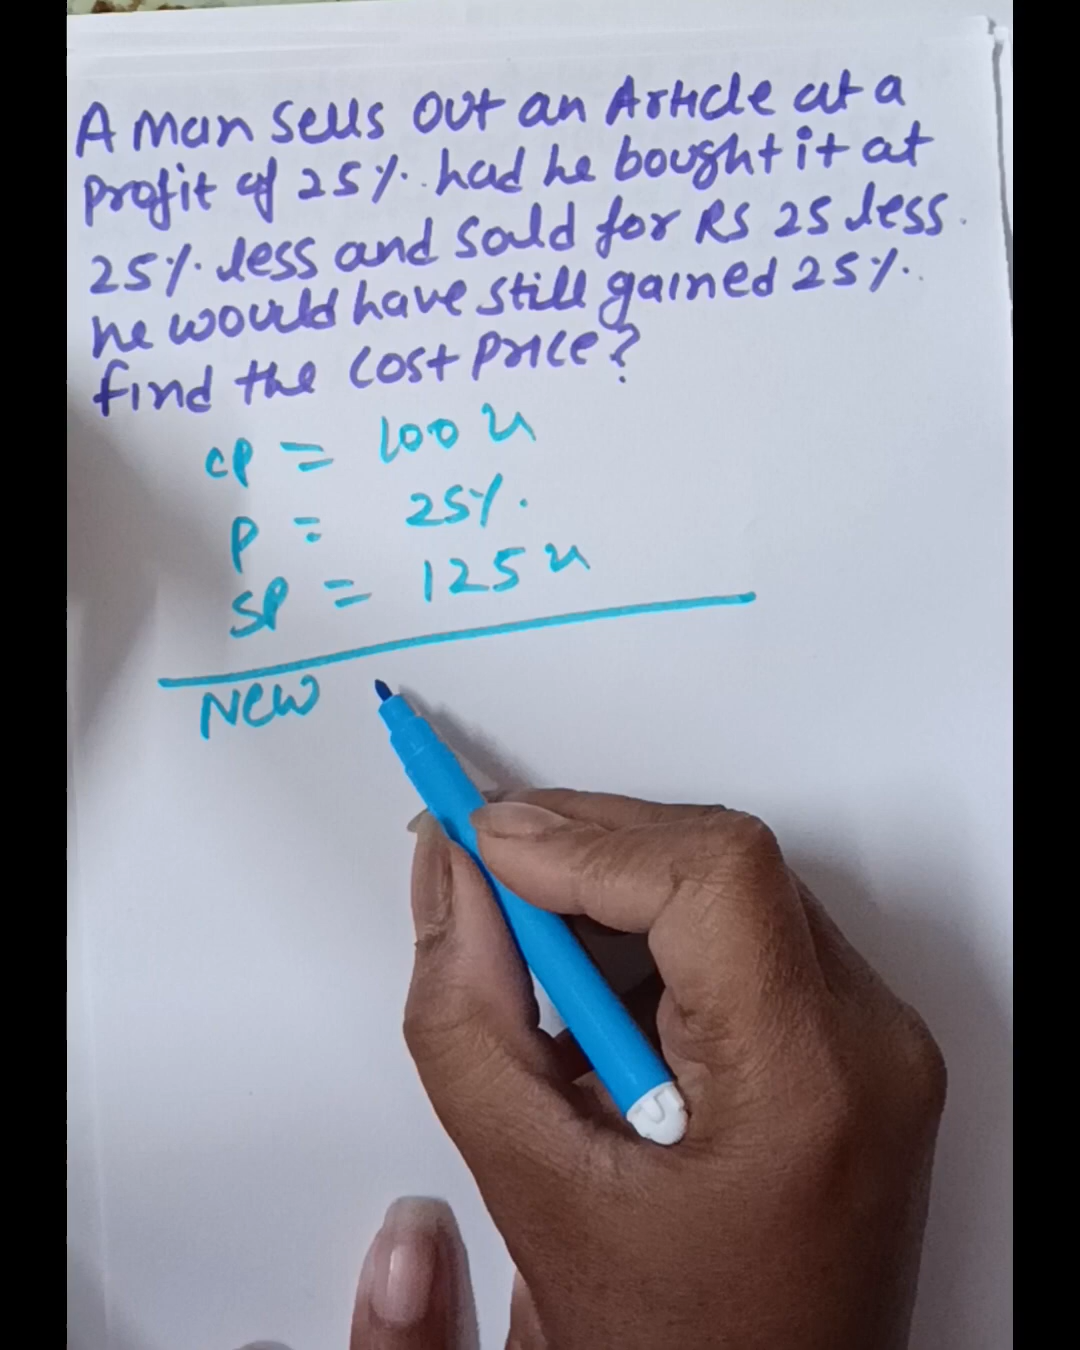 A man sells out an Article at a
Profit of 25%. had he bought it at
25% less and sold for RS 25 less.
he would have still gained 25%.
find the cost price?
CP = 100 x
P = 25%.
SP = 125 x
New